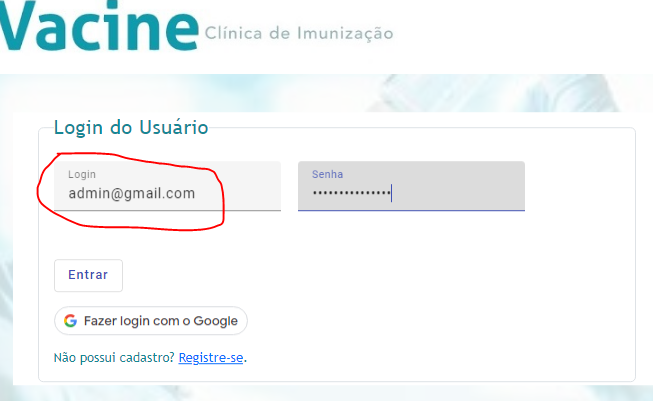 Vacine Clínica de Imunização
Login do Usuário
Login
admin@gmail.com
Senha
•••••••••••••••
Entrar
Fazer login com o Google
Não possui cadastro? Registre-se.